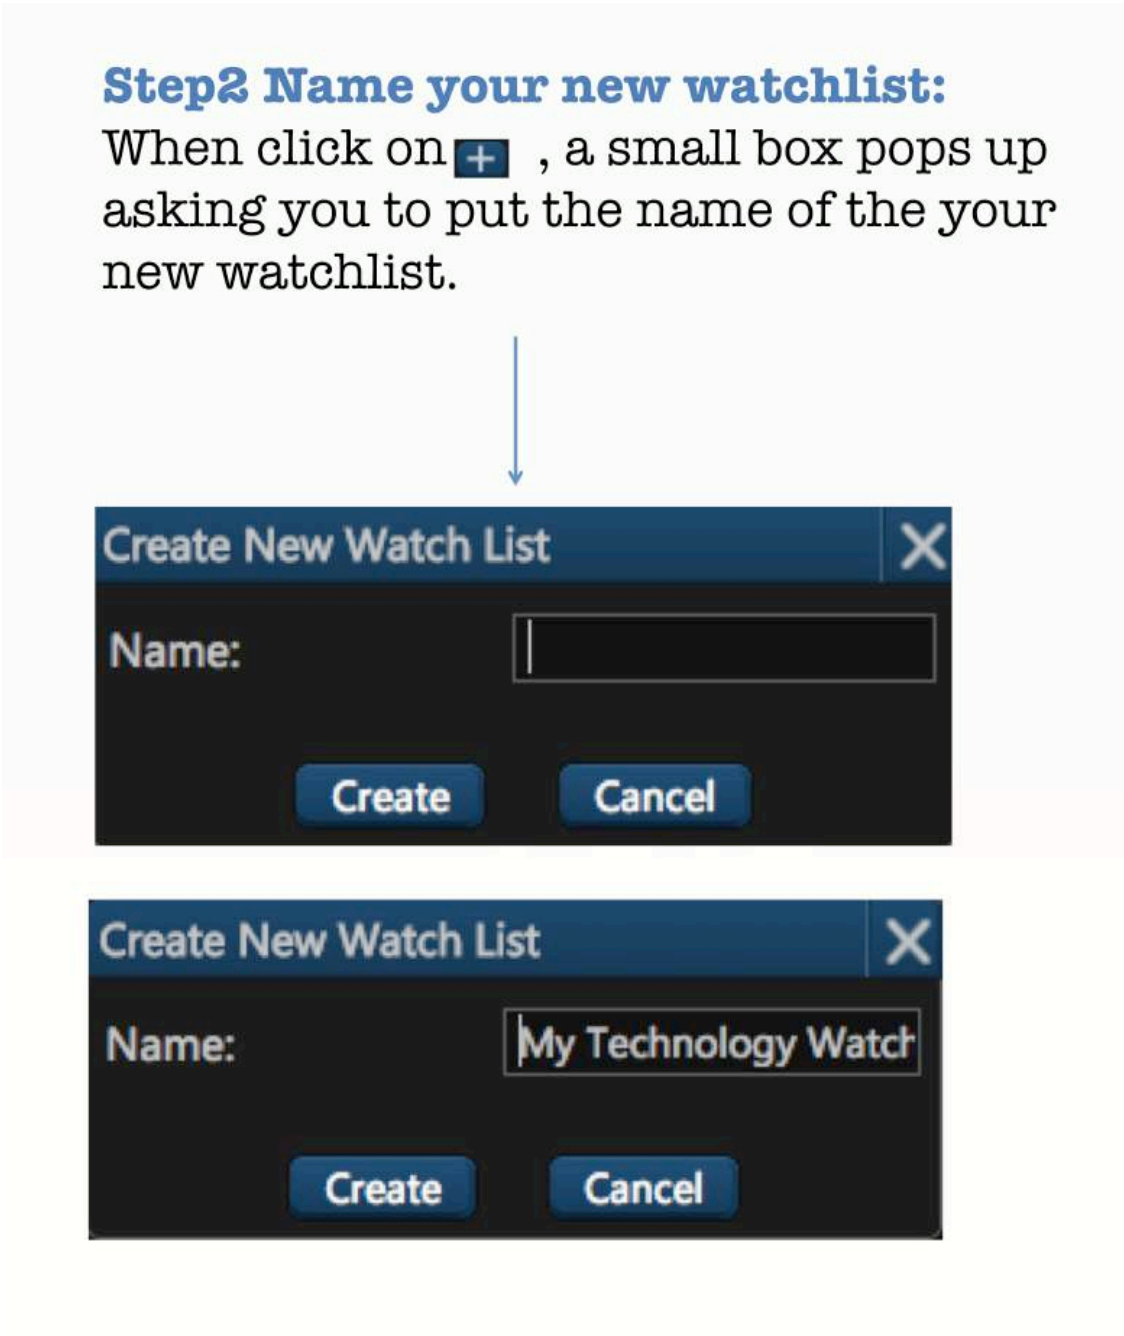 Step2 Name your new watchlist:
When click on + , a small box pops up
asking you to put the name of the your
new watchlist.
Create New Watch List X
Name:
Create Cancel
Create New Watch List X
Name: My Technology Watch
Create Cancel